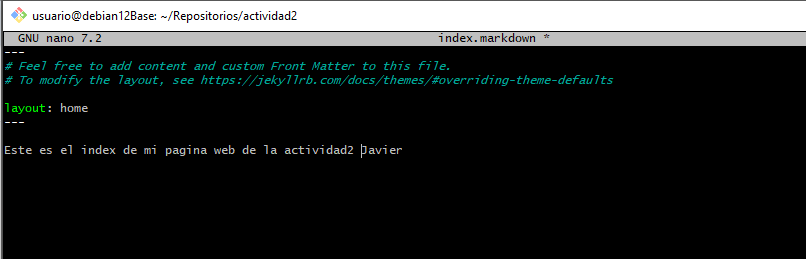 usuario@debian12Base: ~/Repositorios/actividad2
GNU nano 7.2 index.markdown *
---
# Feel free to add content and custom Front Matter to this file.
# To modify the layout, see https://jekyllrb.com/docs/themes/#overriding-theme-defaults
layout: home
---
Este es el index de mi pagina web de la actividad2 Javier